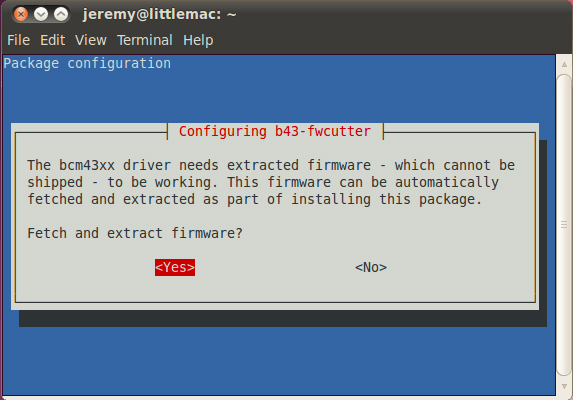 jeremy@littlemac: ~
File Edit View Terminal Help
Package configuration
Configuring b43-fwcutter
The bcm43xx driver needs extracted firmware - which cannot be
shipped - to be working. This firmware can be automatically
fetched and extracted as part of installing this package.
Fetch and extract firmware?
<Yes> <No>